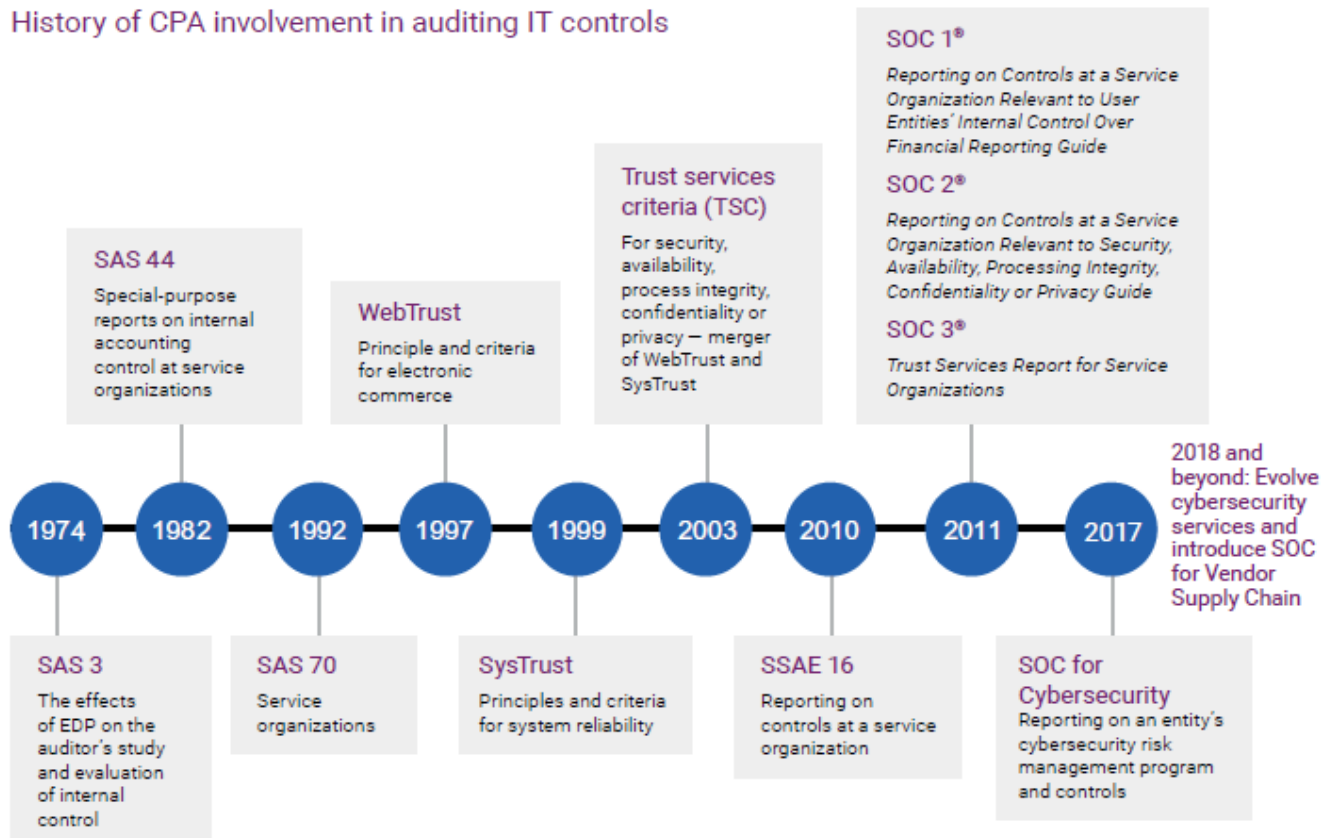 History of CPA involvement in auditing IT controls
SAS 44
Special-purpose
reports on internal
accounting
control at service
organizations
WebTrust
Principle and criteria
for electronic
commerce
Trust services
criteria (TSC)
For security,
availability,
process integrity,
confidentiality or
privacy — merger
of WebTrust and
SysTrust
SOC 1®
Reporting on Controls at a Service
Organization Relevant to User
Entities' Internal Control Over
Financial Reporting Guide
SOC 2®
Reporting on Controls at a Service
Organization Relevant to Security,
Availability, Processing Integrity,
Confidentiality or Privacy Guide
SOC 3®
Trust Services Report for Service
Organizations
1974
1982
1992
1997
1999
2003
2010
2011
2017
2018 and
beyond: Evolve
cybersecurity
services and
introduce SOC
for Vendor
Supply Chain
SAS 3
The effects
of EDP on the
auditor's study
and evaluation
of internal
control
SAS 70
Service
organizations
SysTrust
Principles and criteria
for system reliability
SSAE 16
Reporting on
controls at a service
organization
SOC for
Cybersecurity
Reporting on an entity's
cybersecurity risk
management program
and controls